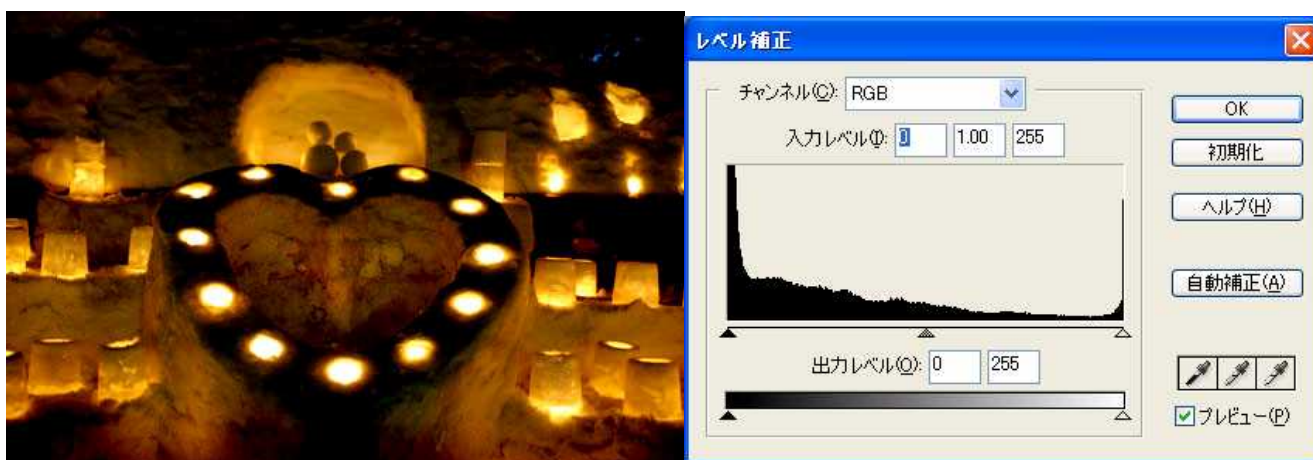 レベル補正
チャンネル(C): RGB
OK
入力レベル(I): 0 1.00 255
初期化
ヘルプ(H)
自動補正(A)
出力レベル(O): 0 255
プレビュー(P)